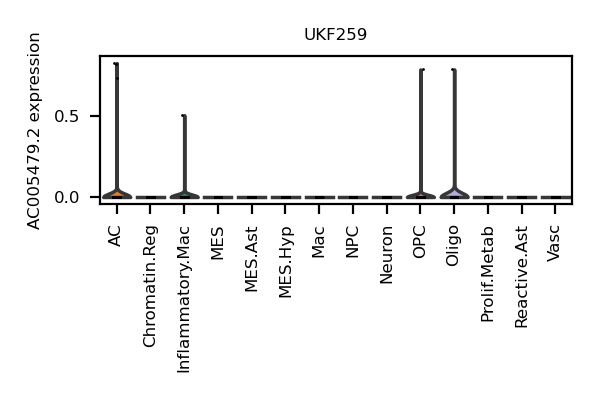 UKF259
AC005479.2 expression
0.5
0.0
AC
Chromatin.Reg
Inflammatory.Mac
MES
MES.Ast
MES.Hyp
Mac
NPC
Neuron
OPC
Oligo
Prolif.Metab
Reactive.Ast
Vasc